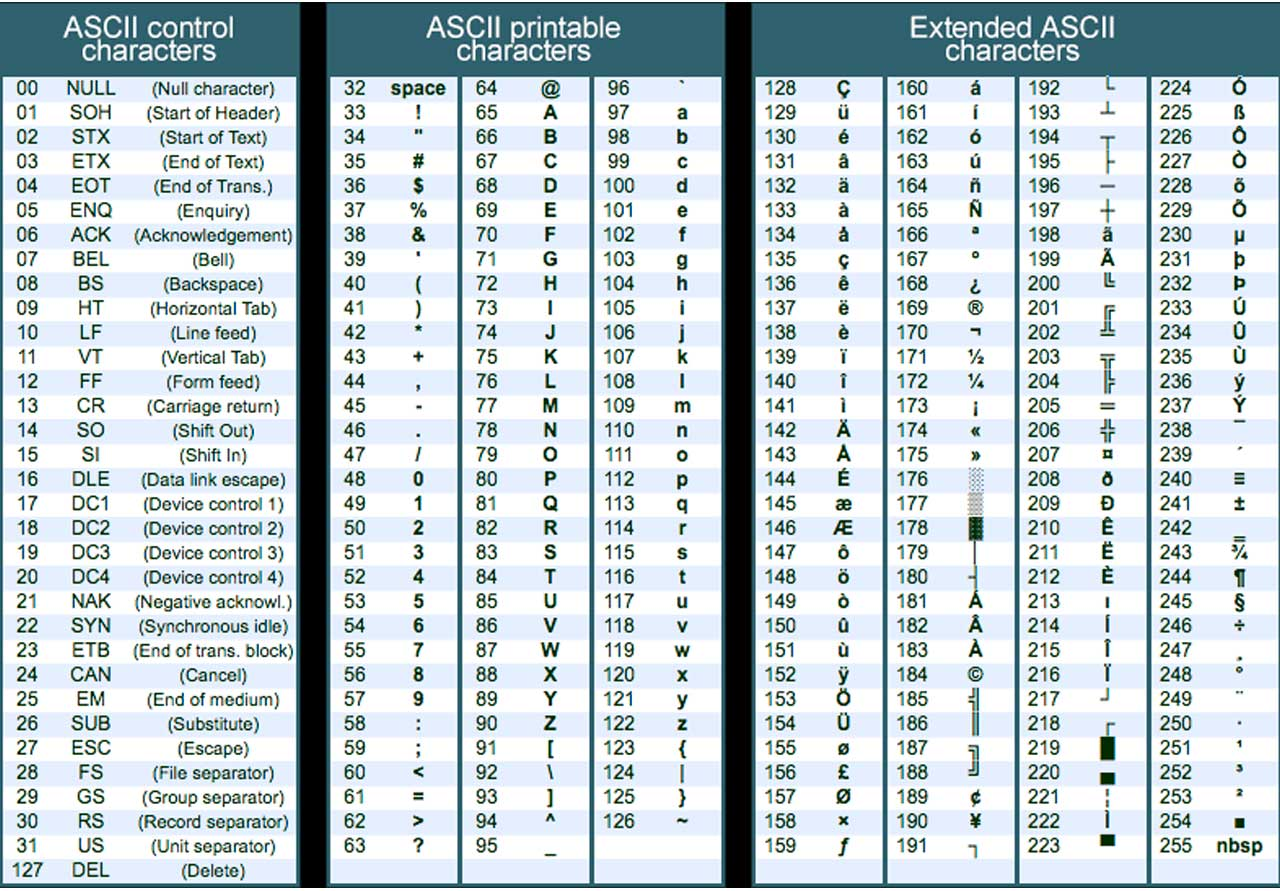 ASCII control
characters
00 NULL (Null character)
01 SOH (Start of Header)
02 STX (Start of Text)
03 ETX (End of Text)
04 EOT (End of Trans.)
05 ENQ (Enquiry)
06 ACK (Acknowledgement)
07 BEL (Bell)
08 BS (Backspace)
09 HT (Horizontal Tab)
10 LF (Line feed)
11 VT (Vertical Tab)
12 FF (Form feed)
13 CR (Carriage return)
14 SO (Shift Out)
15 SI (Shift In)
16 DLE (Data link escape)
17 DC1 (Device control 1)
18 DC2 (Device control 2)
19 DC3 (Device control 3)
20 DC4 (Device control 4)
21 NAK (Negative acknowl.)
22 SYN (Synchronous idle)
23 ETB (End of trans. block)
24 CAN (Cancel)
25 EM (End of medium)
26 SUB (Substitute)
27 ESC (Escape)
28 FS (File separator)
29 GS (Group separator)
30 RS (Record separator)
31 US (Unit separator)
127 DEL (Delete)
ASCII printable
characters
32 space 64 @ 96 `
33 ! 65 A 97 a
34 " 66 B 98 b
35 # 67 C 99 c
36 $ 68 D 100 d
37 % 69 E 101 e
38 & 70 F 102 f
39 ' 71 G 103 g
40 ( 72 H 104 h
41 ) 73 I 105 i
42 * 74 J 106 j
43 + 75 K 107 k
44 , 76 L 108 l
45 - 77 M 109 m
46 . 78 N 110 n
47 / 79 O 111 o
48 0 80 P 112 p
49 1 81 Q 113 q
50 2 82 R 114 r
51 3 83 S 115 s
52 4 84 T 116 t
53 5 85 U 117 u
54 6 86 V 118 v
55 7 87 W 119 w
56 8 88 X 120 x
57 9 89 Y 121 y
58 : 90 Z 122 z
59 ; 91 [ 123 {
60 < 92 \ 124 |
61 = 93 ] 125 }
62 > 94 ^ 126 ~
63 ? 95 _
Extended ASCII
characters
128 Ç 160 á 192 └ 224 Ó
129 ü 161 í 193 ┴ 225 ß
130 é 162 ó 194 ┬ 226 Ô
131 â 163 ú 195 ├ 227 Ò
132 ä 164 ñ 196 ─ 228 õ
133 à 165 Ñ 197 ┼ 229 Õ
134 å 166 ª 198 ã 230 µ
135 ç 167 º 199 Ã 231 þ
136 ê 168 ¿ 200 ╚ 232 Þ
137 ë 169 ® 201 ╔ 233 Ú
138 è 170 ¬ 202 ╩ 234 Û
139 ï 171 ½ 203 ╦ 235 Ù
140 î 172 ¼ 204 ╠ 236 ý
141 ì 173 ¡ 205 ═ 237 Ý
142 Ä 174 « 206 ╬ 238 ¯
143 Å 175 » 207 ¤ 239 ´
144 É 176 ░ 208 ð 240 ≡
145 æ 177 ▒ 209 Ð 241 ±
146 Æ 178 ▓ 210 Ê 242 ‗
147 ô 179 │ 211 Ë 243 ¾
148 ö 180 ┤ 212 È 244 ¶
149 ò 181 Á 213 ı 245 §
150 û 182 Â 214 Í 246 ÷
151 ù 183 À 215 Î 247 ¸
152 ÿ 184 © 216 Ï 248 °
153 Ö 185 ╣ 217 ┘ 249 ¨
154 Ü 186 ║ 218 ┌ 250 ·
155 ø 187 ╗ 219 █ 251 ¹
156 £ 188 ╝ 220 ▄ 252 ³
157 Ø 189 ¢ 221 ¦ 253 ²
158 × 190 ¥ 222 Ì 254 ■
159 ƒ 191 ┐ 223 ▀ 255 nbsp